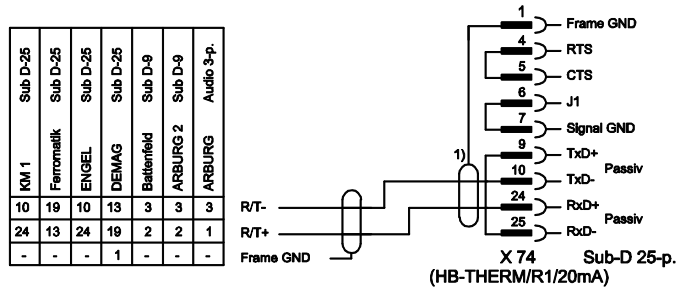 KM 1 Sub D-25
Ferromatik Sub D-25
ENGEL Sub D-25
DEMAG Sub D-25
Battenfeld Sub D-9
ARBURG 2 Sub D-9
ARBURG Audio 3-p.
10 19 10 13 3 3 3
24 13 24 19 2 2 1
- - - 1 - - -
R/T-
R/T+
Frame GND
1)
1 Frame GND
4 RTS
5 CTS
6 J1
7 Signal GND
9 TxD+
Passiv
10 TxD-
24 RxD+
Passiv
25 RxD-
X 74 Sub-D 25-p.
(HB-THERM/R1/20mA)